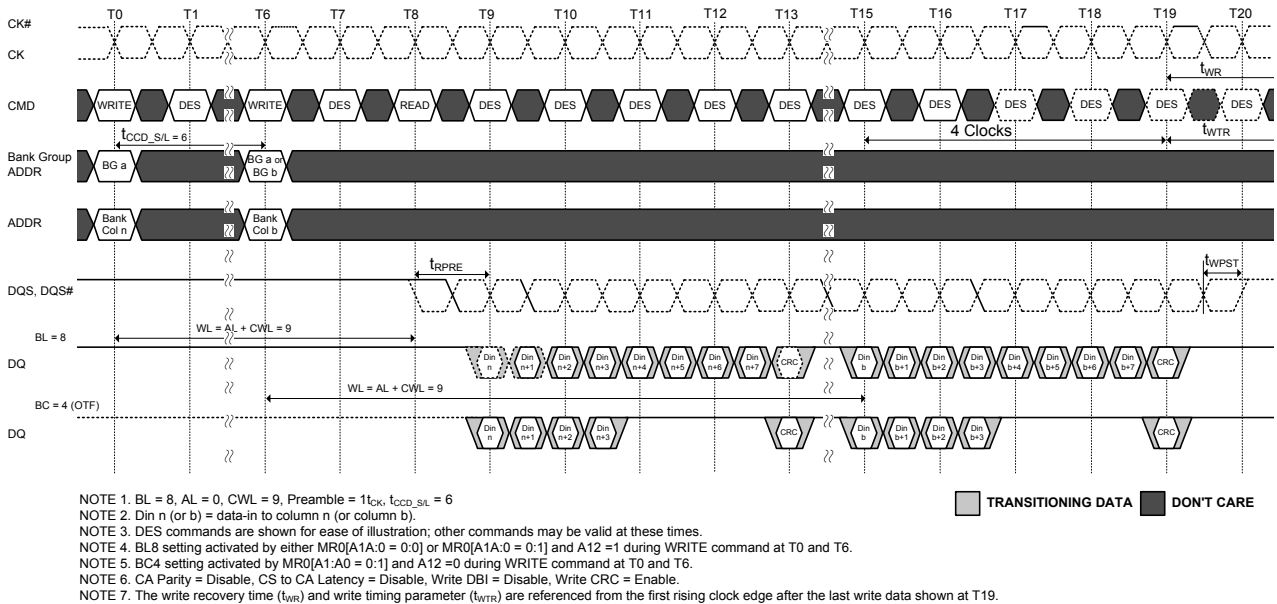 T0 T1 T6 T7 T8 T9 T10 T11 T12 T13 T15 T16 T17 T18 T19 T20
CK#
CK
tWR
CMD WRITE DES WRITE DES READ DES DES DES DES DES DES DES DES DES DES DES
tCCD_S/L = 6
4 Clocks
tWTR
Bank Group
ADDR
BG a
BG a or
BG b
ADDR
Bank
Col n
Bank
Col b
tRPRE
tWPST
DQS, DQS#
BL = 8
WL = AL + CWL = 9
DQ
Din n Din n+1 Din n+2 Din n+3 Din n+4 Din n+5 Din n+6 Din n+7 CRC Din b Din b+1 Din b+2 Din b+3 Din b+4 Din b+5 Din b+6 Din b+7 CRC
WL = AL + CWL = 9
BC = 4 (OTF)
DQ
Din n Din n+1 Din n+2 Din n+3 CRC Din b Din b+1 Din b+2 Din b+3 CRC
NOTE 1. BL = 8, AL = 0, CWL = 9, Preamble = 1tCK, tCCD_S/L = 6
NOTE 2. Din n (or b) = data-in to column n (or column b).
NOTE 3. DES commands are shown for ease of illustration; other commands may be valid at these times.
NOTE 4. BL8 setting activated by either MR0[A1A:0 = 0:0] or MR0[A1A:0 = 0:1] and A12 =1 during WRITE command at T0 and T6.
NOTE 5. BC4 setting activated by MR0[A1:A0 = 0:1] and A12 =0 during WRITE command at T0 and T6.
NOTE 6. CA Parity = Disable, CS to CA Latency = Disable, Write DBI = Disable, Write CRC = Enable.
NOTE 7. The write recovery time (tWR) and write timing parameter (tWTR) are referenced from the first rising clock edge after the last write data shown at T19.
TRANSITIONING DATA
DON'T CARE